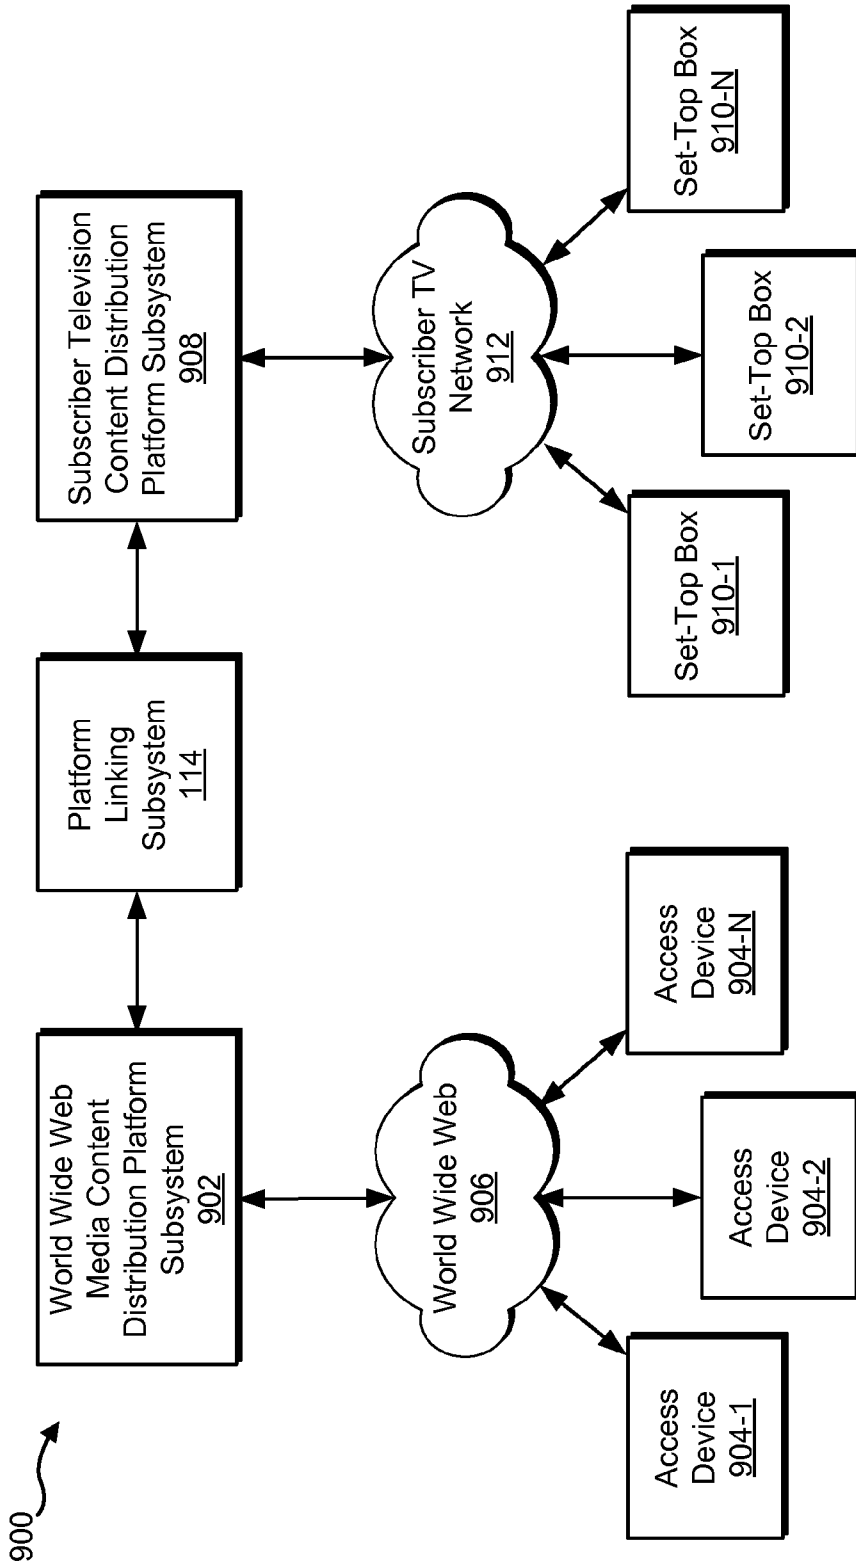 900
World Wide Web
Media Content
Distribution Platform
Subsystem
902
Platform
Linking
Subsystem
114
Subscriber Television
Content Distribution
Platform Subsystem
908
World Wide Web
906
Subscriber TV
Network
912
Access
Device
904-1
Access
Device
904-2
Access
Device
904-N
Set-Top Box
910-1
Set-Top Box
910-2
Set-Top Box
910-N